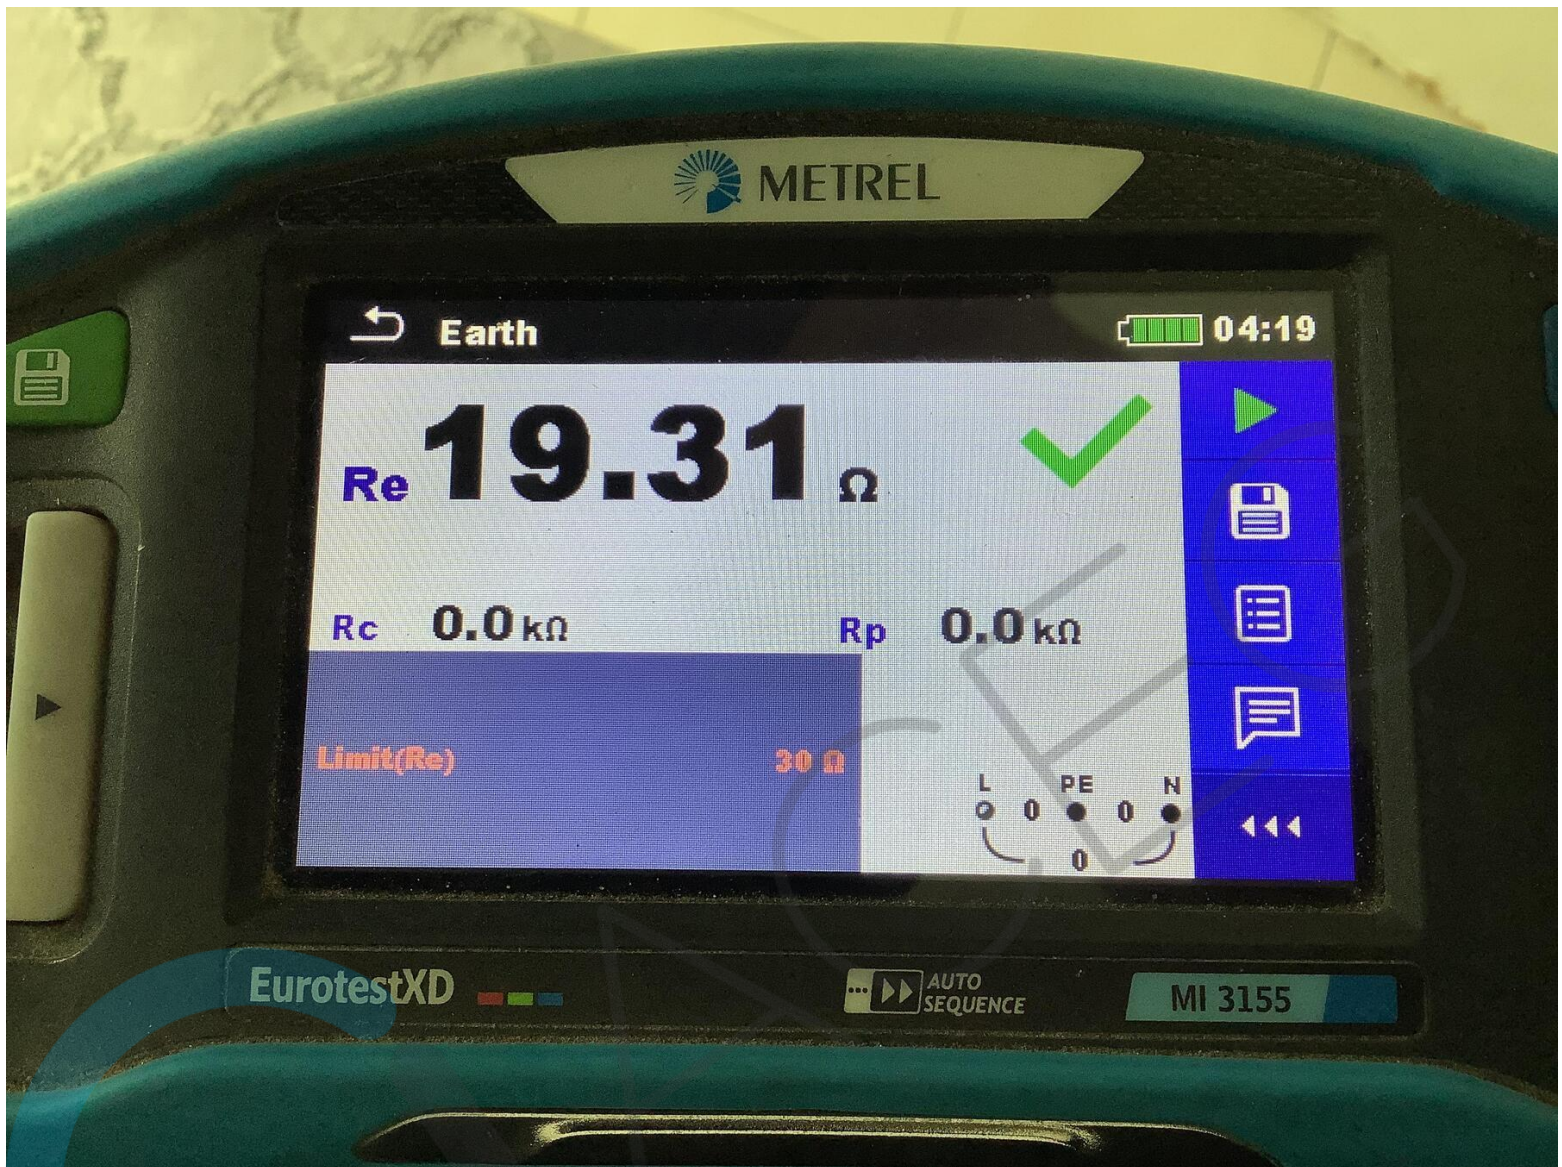 METREL
Earth 04:19
Re 19.31 Ω
Rc 0.0 kΩ Rp 0.0 kΩ
Limit(Re) 30 Ω
L PE N
0 0
0
EurotestXD
AUTO
SEQUENCE
MI 3155